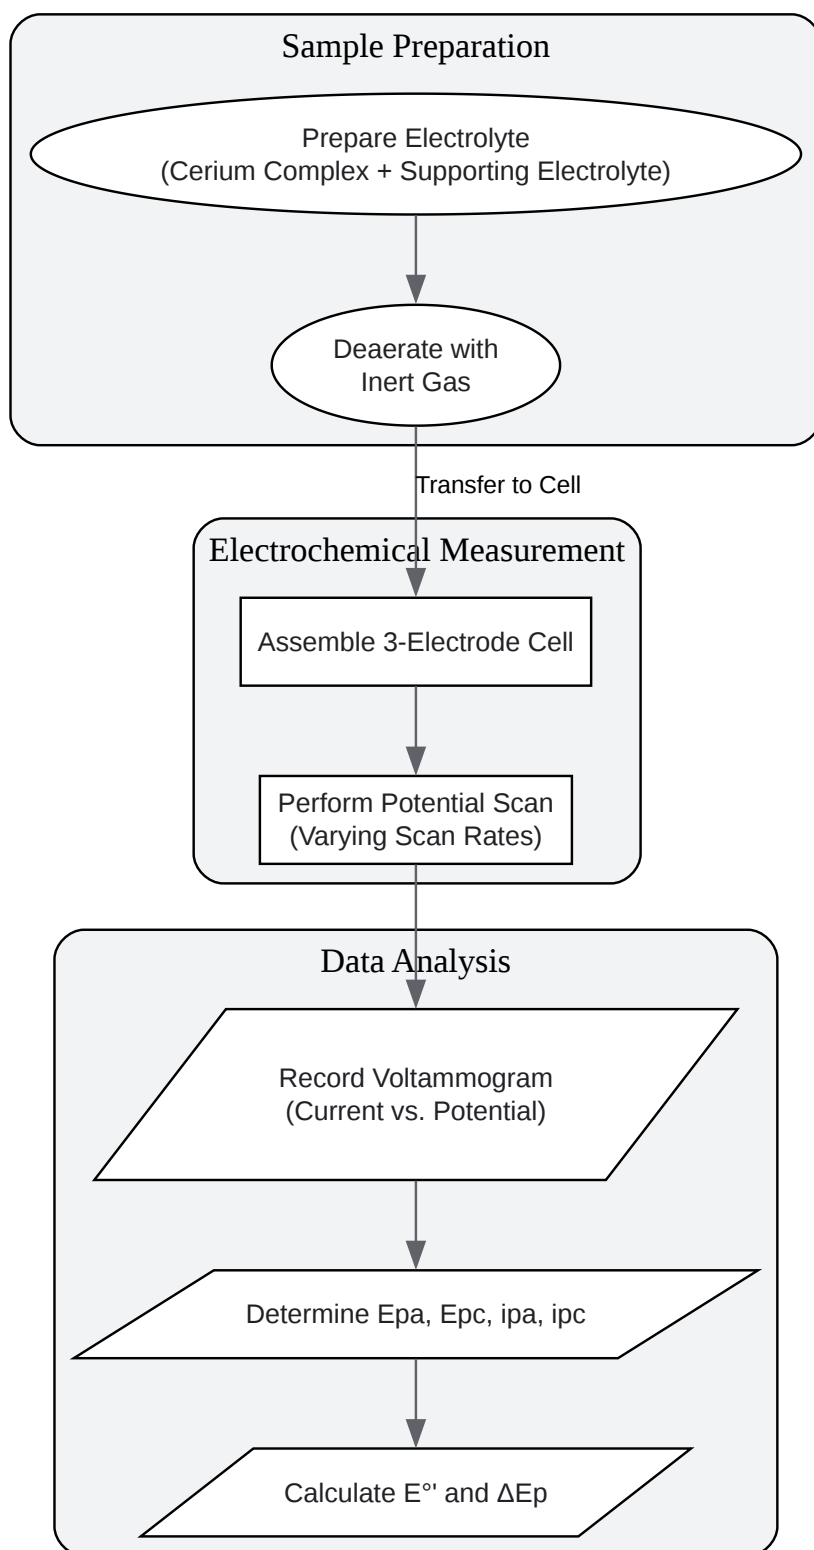 Sample Preparation
Prepare Electrolyte
(Cerium Complex + Supporting Electrolyte)
Deaerate with
Inert Gas
Transfer to Cell
Electrochemical Measurement
Assemble 3-Electrode Cell
Perform Potential Scan
(Varying Scan Rates)
Data Analysis
Record Voltammogram
(Current vs. Potential)
Determine Epa, Epc, ipa, ipc
Calculate E°' and ΔEp